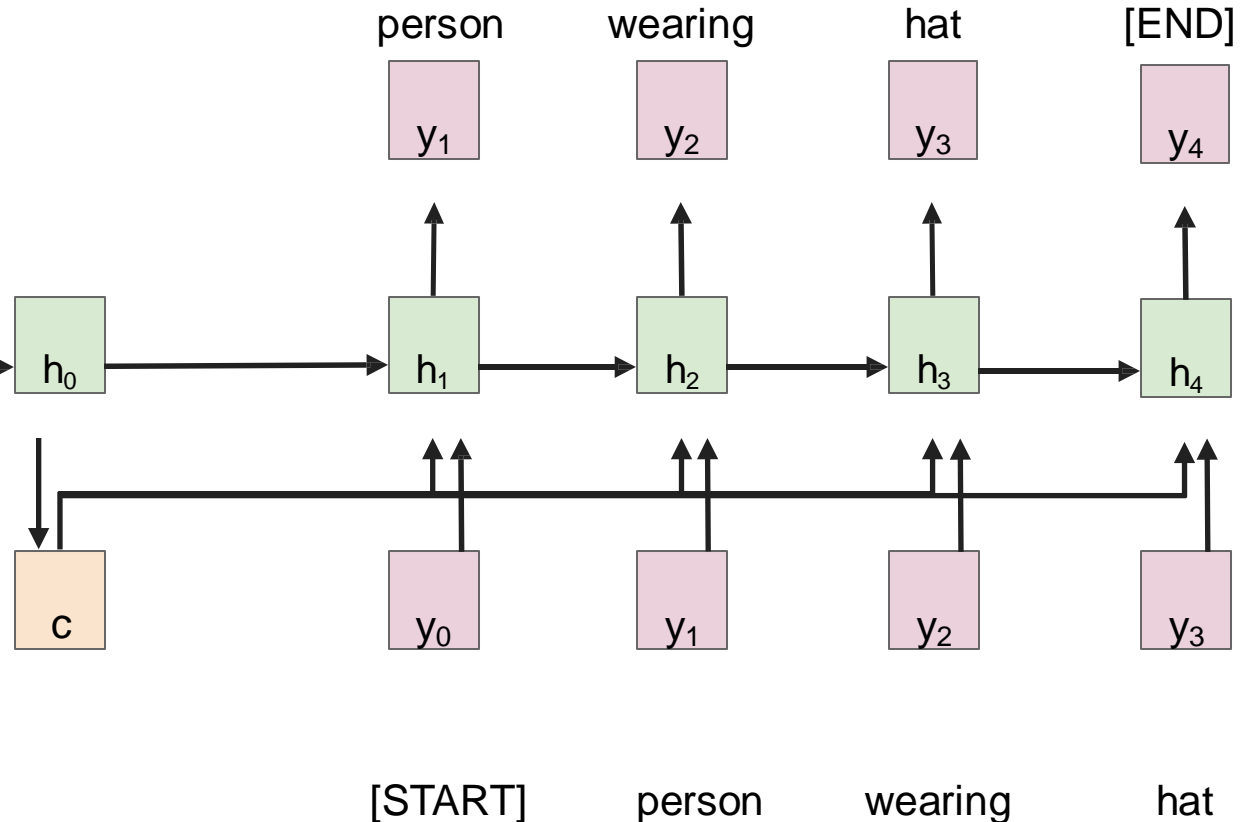 person wearing hat [END]
y₁ y₂ y₃ y₄
h₀ h₁ h₂ h₃ h₄
c y₀ y₁ y₂ y₃
[START] person wearing hat